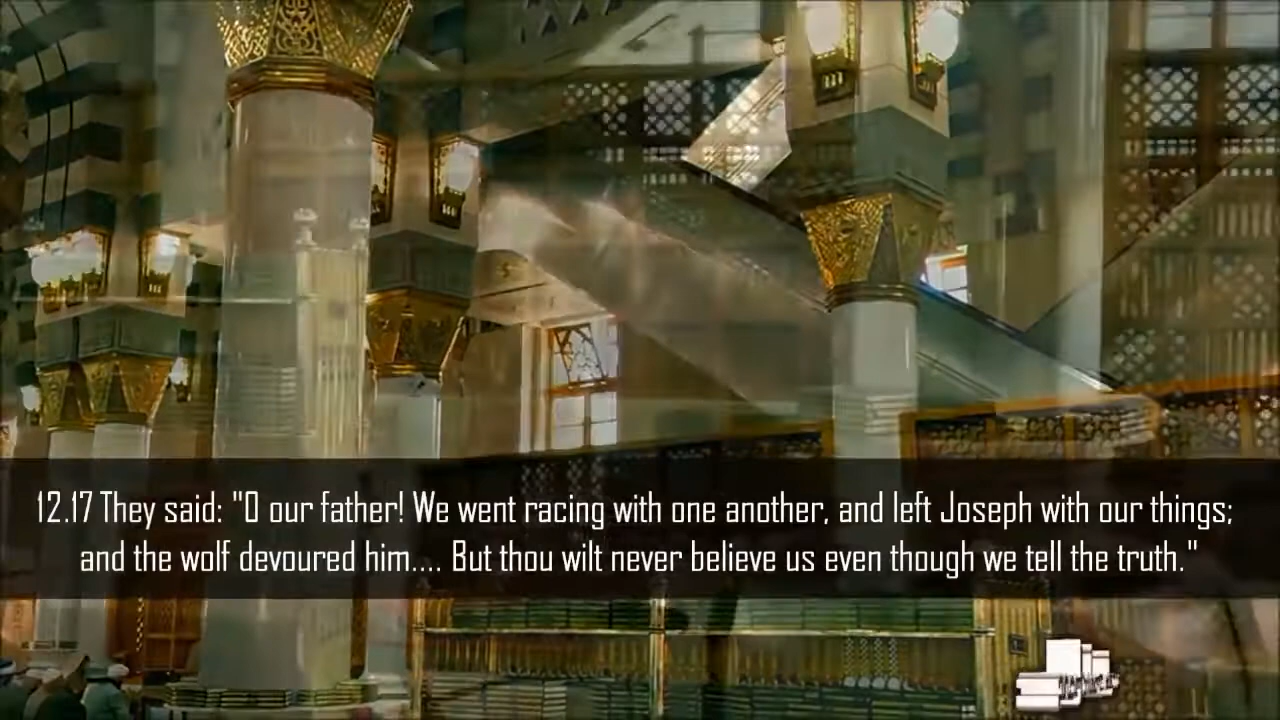 12.17 They said: "O our father! We went racing with one another, and left Joseph with our things;
and the wolf devoured him.... But thou wilt never believe us even though we tell the truth."